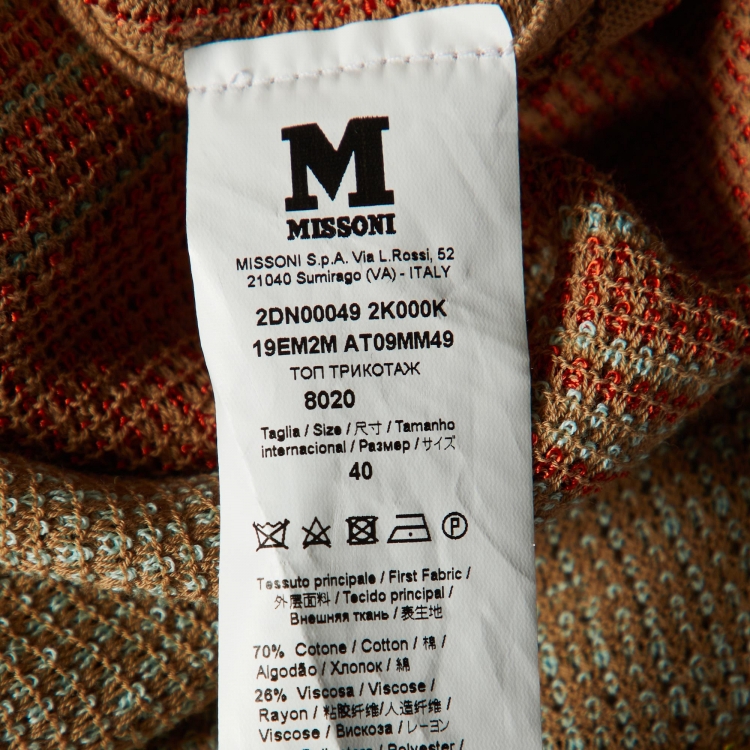 M
MISSONI
MISSONI S.p.A. Via L.Rossi, 52
21040 Sumirago (VA) - ITALY
2DN00049 2K000K
19EM2M AT09MM49
ТОП ТРИКОТАЖ
8020
Taglia / Size / 尺寸 / Tamanho
internacional / Размер / サイズ
40
P
Tessuto principale / First Fabric /
外层面料 / Tecido principal /
Внешняя ткань / 表生地
70% Cotone / Cotton / 棉 /
Algodão / Хлопок / 綿
26% Viscosa / Viscose /
Rayon / 粘胶纤维/人造纤维 /
Viscose / Вискоза / レーヨン
/ Polyester /